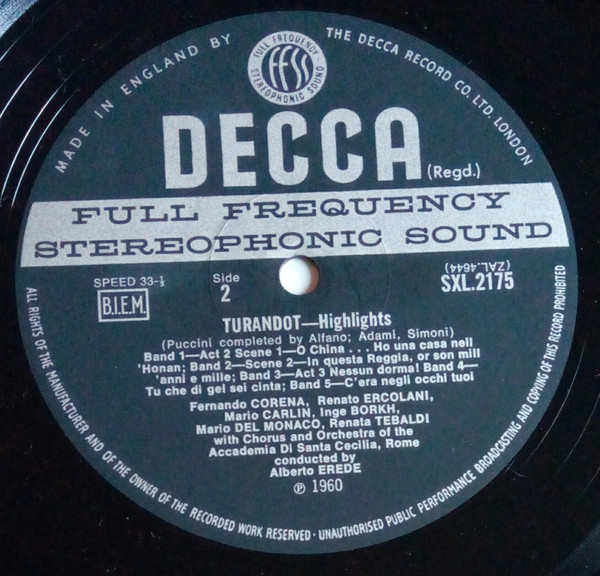 MADE IN ENGLAND BY
THE DECCA RECORD CO. LTD. LONDON
FULL FREQUENCY
ffss
STEREOPHONIC SOUND
DECCA
(Regd.)
FULL FREQUENCY
STEREOPHONIC SOUND
SPEED 33-⅓
B.I.E.M.
Side
2
(ZAL.4644)
SXL.2175
TURANDOT—Highlights
(Puccini completed by Alfano; Adami, Simoni)
Band 1—Act 2 Scene 1—O China . . . Ho una casa nell
'Honan; Band 2—Scene 2—In questa Reggia, or son mill
'anni e mille; Band 3—Act 3 Nessun dorma! Band 4—
Tu che di gel sei cinta; Band 5—C'era negli occhi tuoi
Fernando CORENA, Renato ERCOLANI,
Mario CARLIN, Inge BORKH,
Mario DEL MONACO, Renata TEBALDI
with Chorus and Orchestra of the
Accademia Di Santa Cecilia, Rome
conducted by
Alberto EREDE
℗ 1960
ALL RIGHTS OF THE MANUFACTURER AND OF THE OWNER OF THE RECORDED WORK RESERVED · UNAUTHORISED PUBLIC PERFORMANCE BROADCASTING AND COPYING OF THIS RECORD PROHIBITED